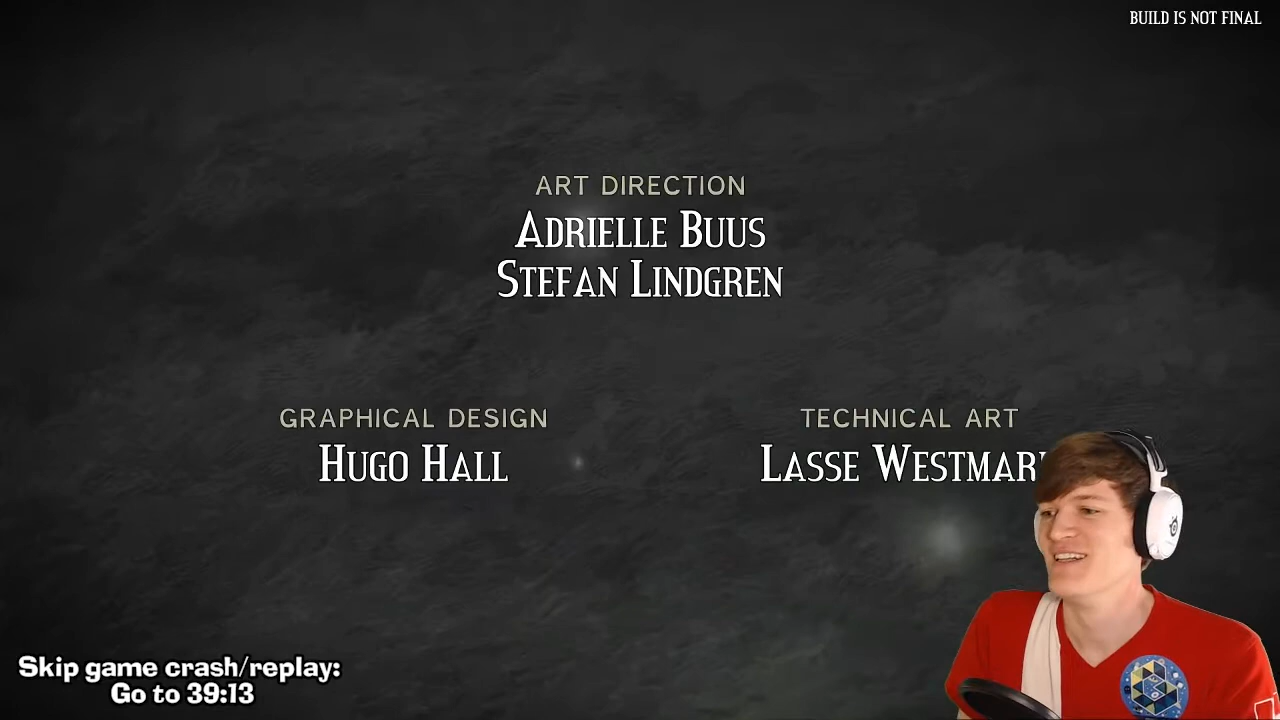 BUILD IS NOT FINAL
ART DIRECTION
ADRIELLE BUUS
STEFAN LINDGREN
GRAPHICAL DESIGN
HUGO HALL
TECHNICAL ART
LASSE
Skip game crash/replay:
Go to 39:13